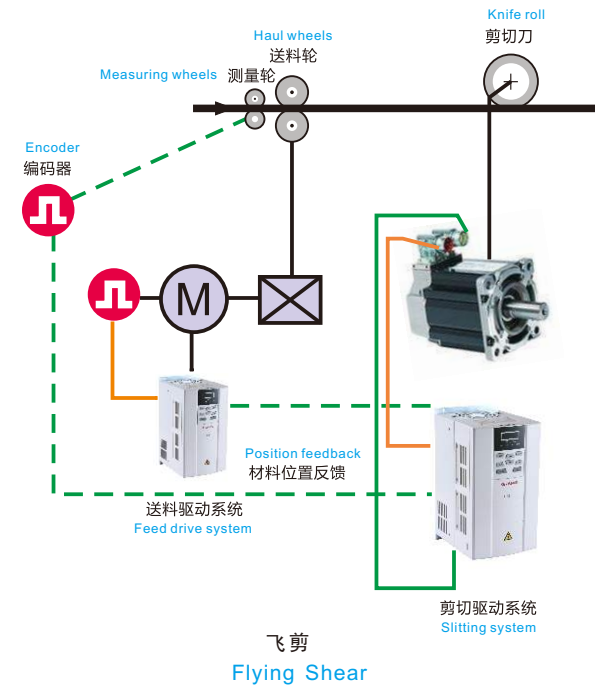 Knife roll
剪切刀
Haul wheels
送料轮
Measuring wheels 测量轮
Encoder
编码器
M
Position feedback
材料位置反馈
送料驱动系统
Feed drive system
剪切驱动系统
Slitting system
飞剪
Flying Shear